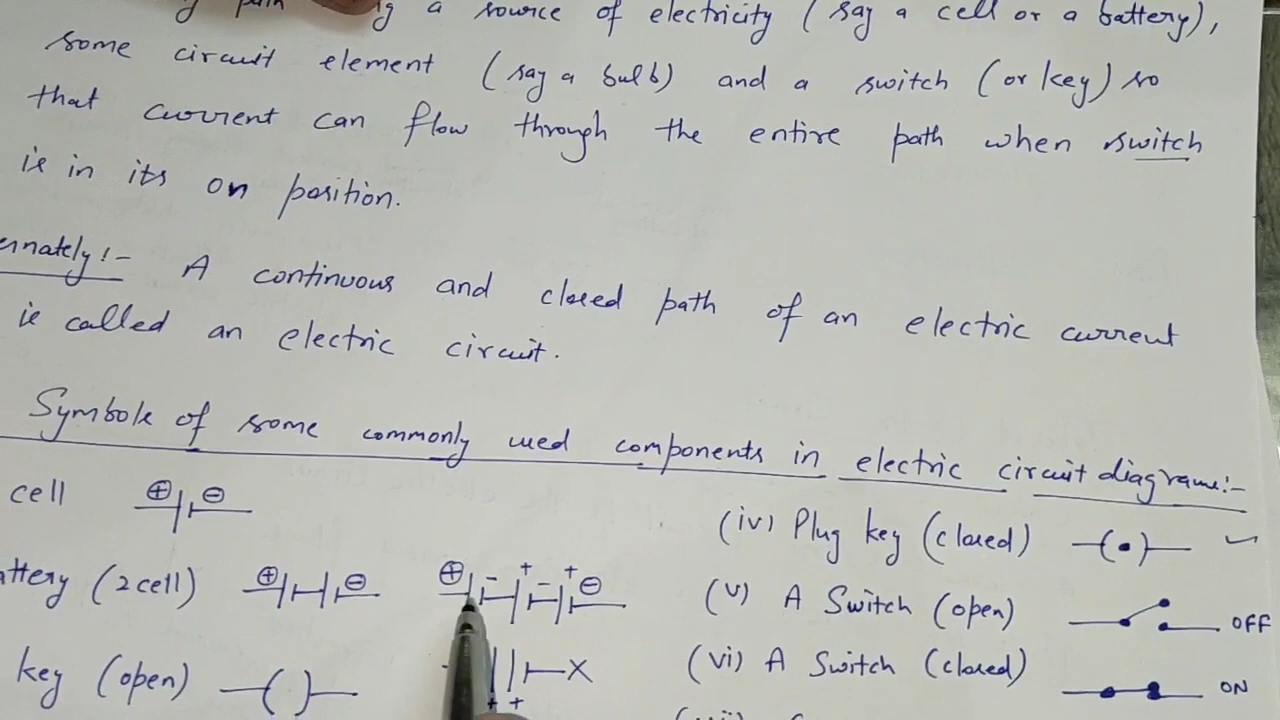 a source of electricity (say a cell or a battery),
some circuit element (say a bulb) and a switch (or key) so
that current can flow through the entire path when switch
is in its on position.
A continuous and closed path of an electric current
is called an electric circuit.
Symbols of some commonly used components in electric circuit diagrams:-
cell ⊕ ⊖
(2cell) ⊕ ⊖ ⊕ - + - + ⊖
key (open) ( ) X
+ +
(iv) Plug key (closed) (•)
(v) A Switch (open) OFF
(vi) A Switch (closed) ON